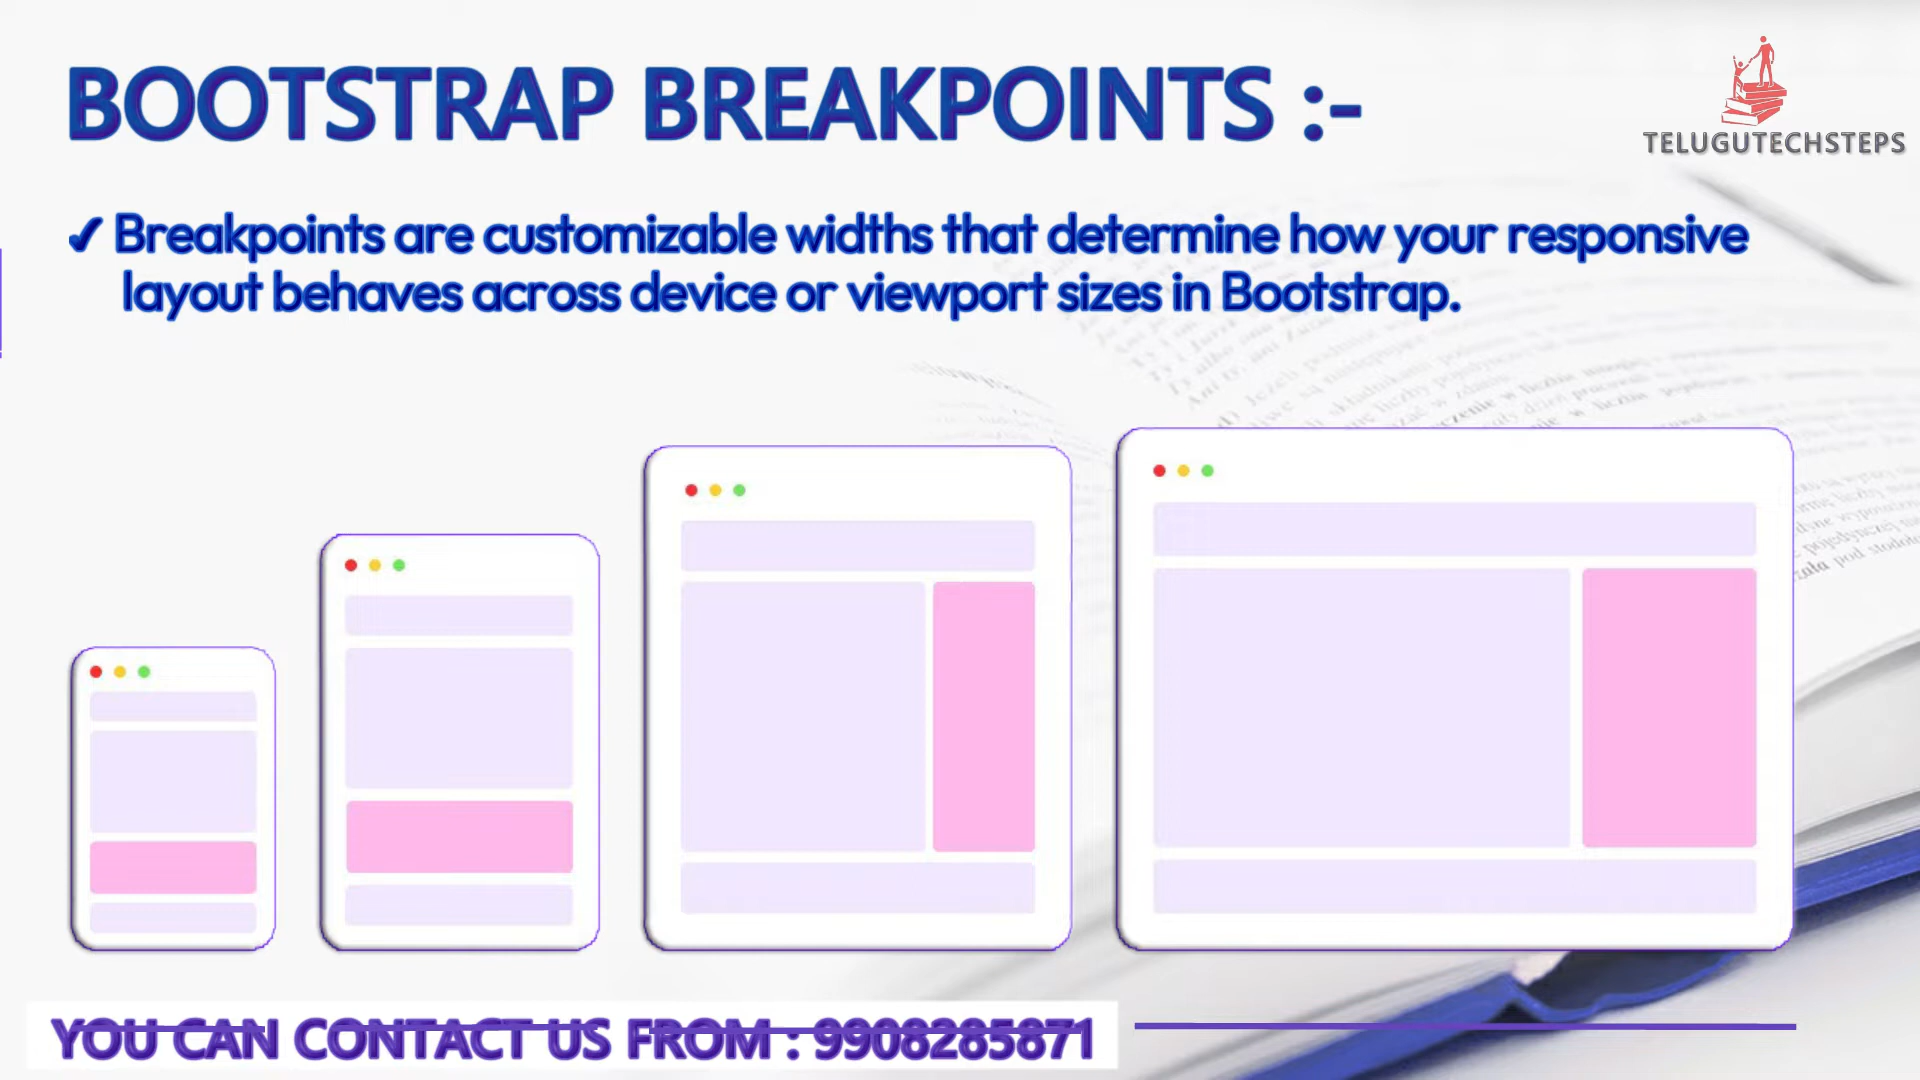 BOOTSTRAP BREAKPOINTS :-
TELUGUTECHSTEPS
✓ Breakpoints are customizable widths that determine how your responsive
layout behaves across device or viewport sizes in Bootstrap.
YOU CAN CONTACT US FROM : 9908285871